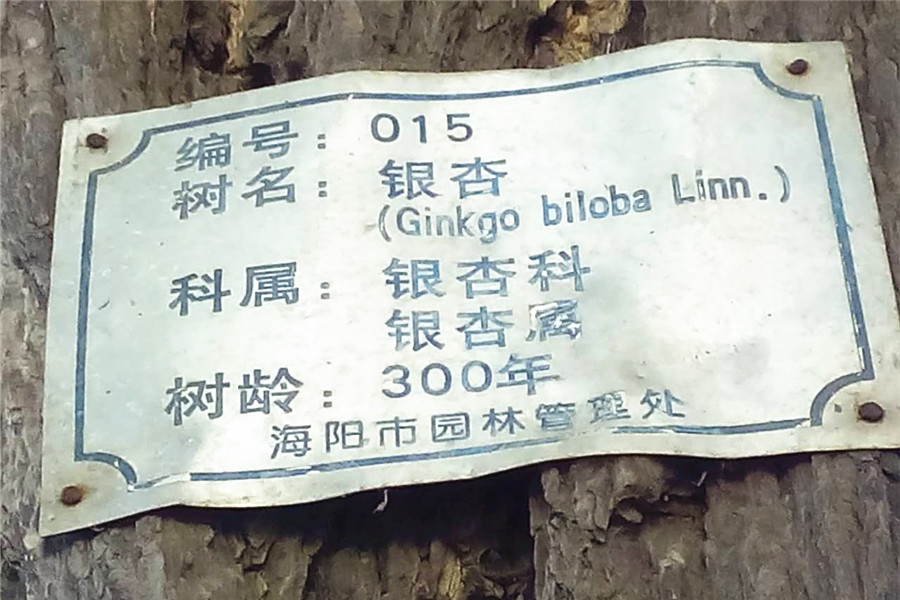 编号：015
树名：银杏
(Ginkgo biloba Linn.)
科属：银杏科
银杏属
树龄：300年
海阳市园林管理处